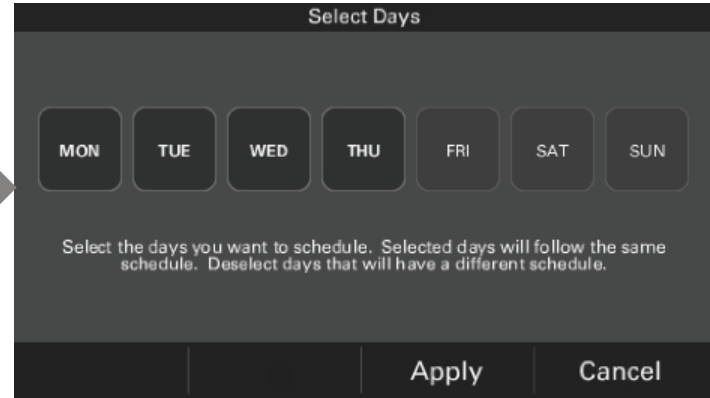 Select Days
MON TUE WED THU FRI SAT SUN
Select the days you want to schedule. Selected days will follow the same
schedule. Deselect days that will have a different schedule.
Apply Cancel